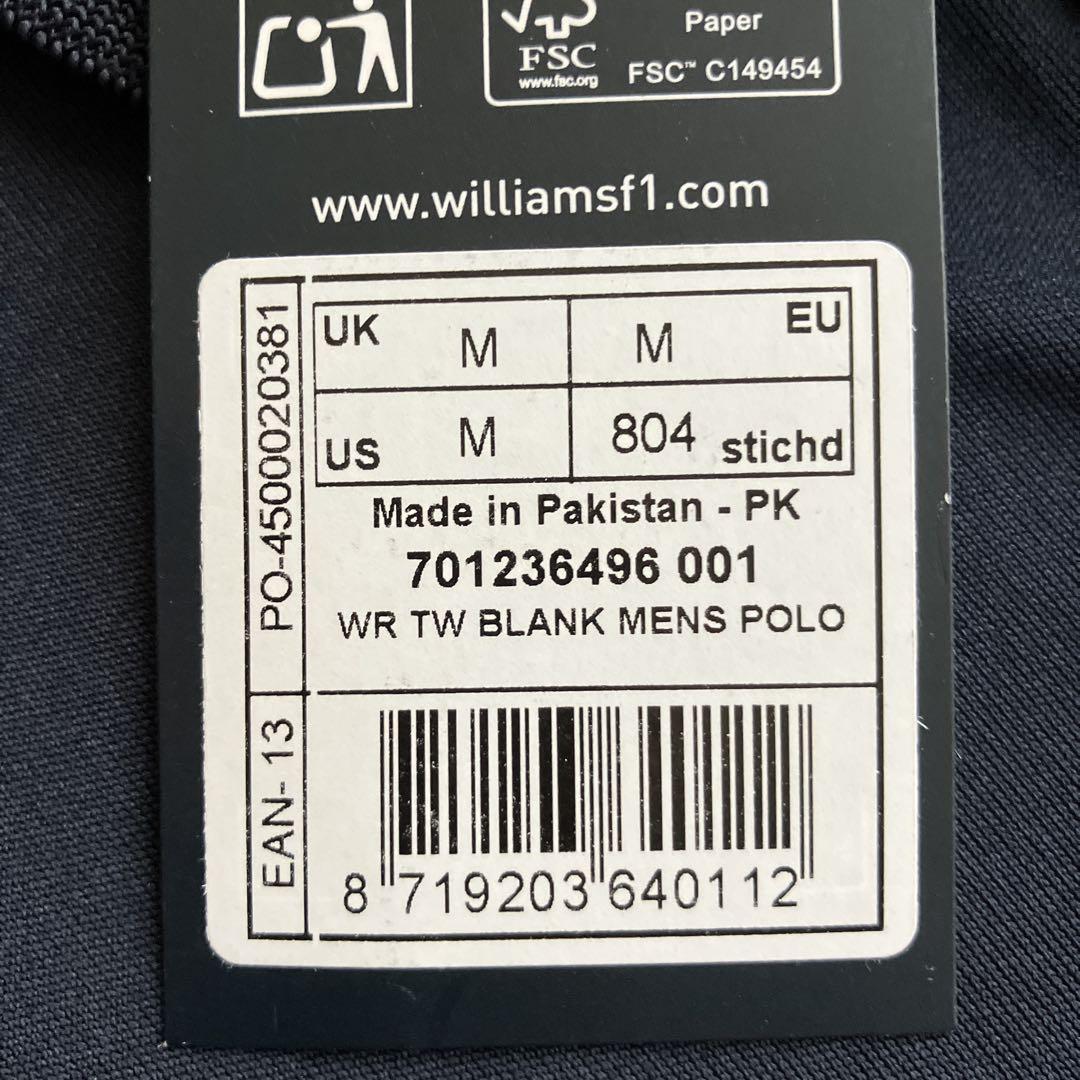 FSC
www.fsc.org
Paper
FSC™ C149454
www.williamsf1.com
PO-4500020381
UK M M EU
US M 804 stichd
Made in Pakistan - PK
701236496 001
WR TW BLANK MENS POLO
EAN- 13
8 719203 640112